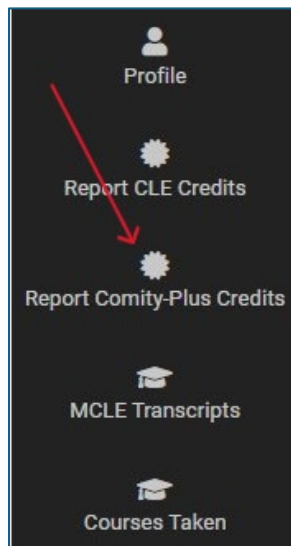 Profile
Report CLE Credits
Report Comity-Plus Credits
MCLE Transcripts
Courses Taken